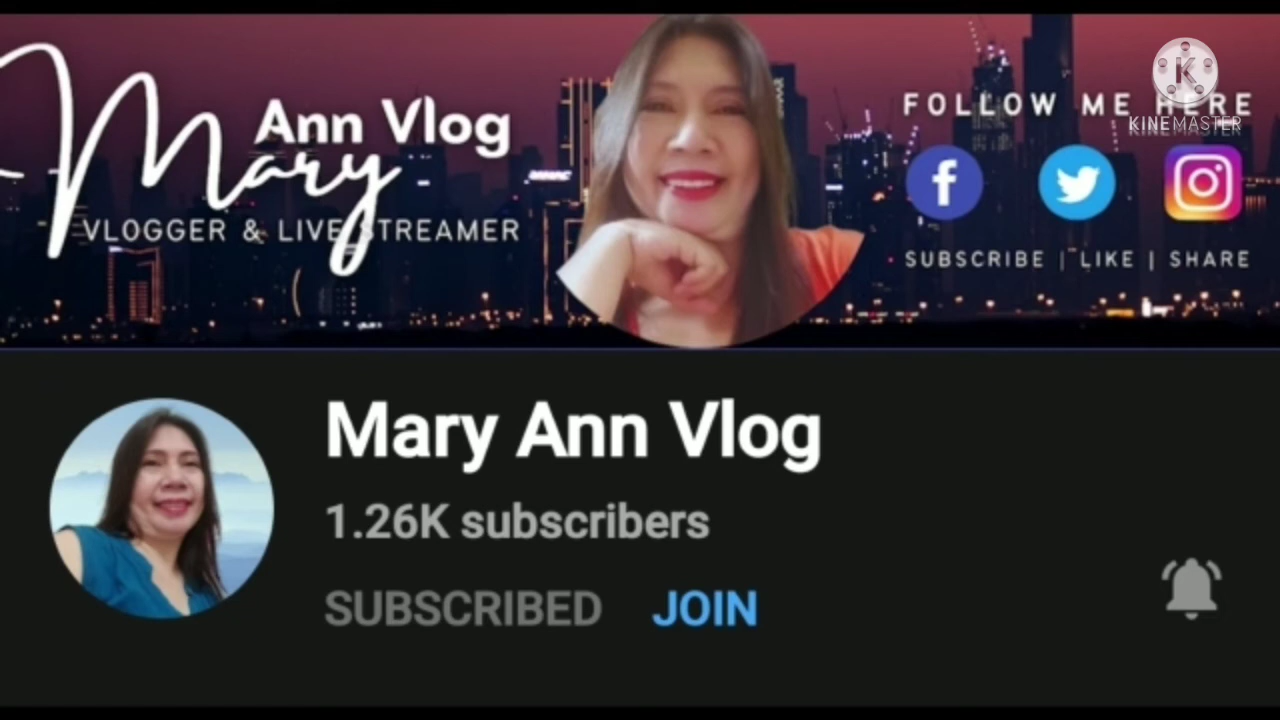 Mary
Ann Vlog
VLOGGER & LIVE STREAMER
FOLLOW ME HERE
KINEMASTER
SUBSCRIBE | LIKE | SHARE
Mary Ann Vlog
1.26K subscribers
SUBSCRIBED JOIN